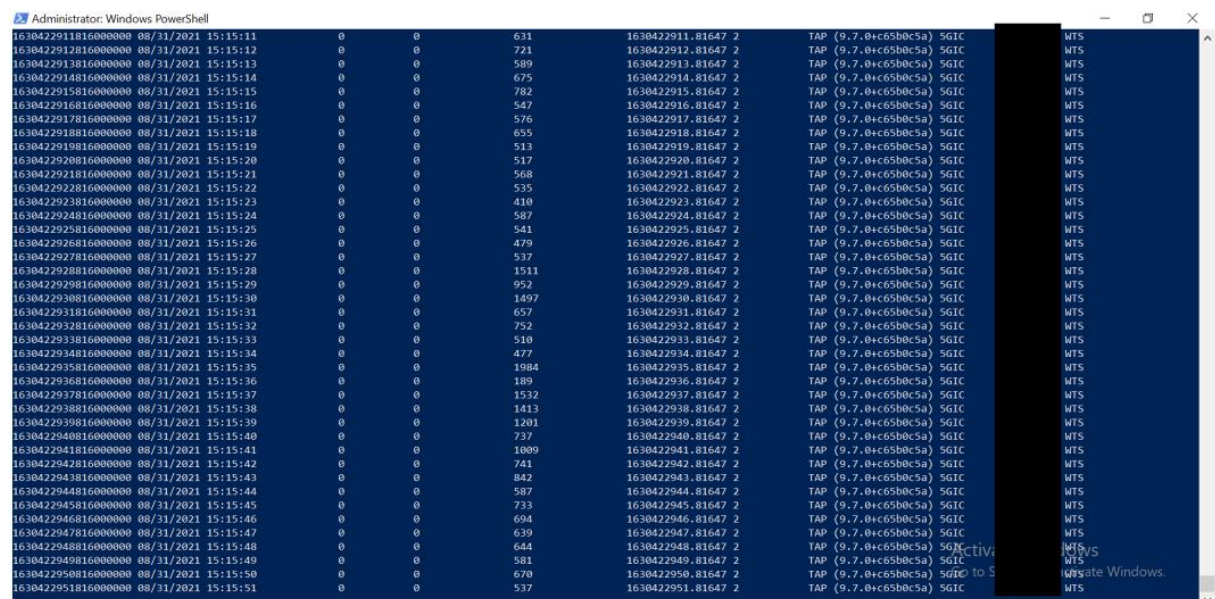 Administrator: Windows PowerShell
1630422911816000000 08/31/2021 15:15:11 0 0 631 1630422911.81647 2 TAP (9.7.0+c65b0c5a) 5GIC WTS
1630422912816000000 08/31/2021 15:15:12 0 0 721 1630422912.81647 2 TAP (9.7.0+c65b0c5a) 5GIC WTS
1630422913816000000 08/31/2021 15:15:13 0 0 589 1630422913.81647 2 TAP (9.7.0+c65b0c5a) 5GIC WTS
1630422914816000000 08/31/2021 15:15:14 0 0 675 1630422914.81647 2 TAP (9.7.0+c65b0c5a) 5GIC WTS
1630422915816000000 08/31/2021 15:15:15 0 0 782 1630422915.81647 2 TAP (9.7.0+c65b0c5a) 5GIC WTS
1630422916816000000 08/31/2021 15:15:16 0 0 547 1630422916.81647 2 TAP (9.7.0+c65b0c5a) 5GIC WTS
1630422917816000000 08/31/2021 15:15:17 0 0 576 1630422917.81647 2 TAP (9.7.0+c65b0c5a) 5GIC WTS
1630422918816000000 08/31/2021 15:15:18 0 0 655 1630422918.81647 2 TAP (9.7.0+c65b0c5a) 5GIC WTS
1630422919816000000 08/31/2021 15:15:19 0 0 513 1630422919.81647 2 TAP (9.7.0+c65b0c5a) 5GIC WTS
1630422920816000000 08/31/2021 15:15:20 0 0 517 1630422920.81647 2 TAP (9.7.0+c65b0c5a) 5GIC WTS
1630422921816000000 08/31/2021 15:15:21 0 0 568 1630422921.81647 2 TAP (9.7.0+c65b0c5a) 5GIC WTS
1630422922816000000 08/31/2021 15:15:22 0 0 535 1630422922.81647 2 TAP (9.7.0+c65b0c5a) 5GIC WTS
1630422923816000000 08/31/2021 15:15:23 0 0 410 1630422923.81647 2 TAP (9.7.0+c65b0c5a) 5GIC WTS
1630422924816000000 08/31/2021 15:15:24 0 0 587 1630422924.81647 2 TAP (9.7.0+c65b0c5a) 5GIC WTS
1630422925816000000 08/31/2021 15:15:25 0 0 541 1630422925.81647 2 TAP (9.7.0+c65b0c5a) 5GIC WTS
1630422926816000000 08/31/2021 15:15:26 0 0 479 1630422926.81647 2 TAP (9.7.0+c65b0c5a) 5GIC WTS
1630422927816000000 08/31/2021 15:15:27 0 0 537 1630422927.81647 2 TAP (9.7.0+c65b0c5a) 5GIC WTS
1630422928816000000 08/31/2021 15:15:28 0 0 1511 1630422928.81647 2 TAP (9.7.0+c65b0c5a) 5GIC WTS
1630422929816000000 08/31/2021 15:15:29 0 0 952 1630422929.81647 2 TAP (9.7.0+c65b0c5a) 5GIC WTS
1630422930816000000 08/31/2021 15:15:30 0 0 1497 1630422930.81647 2 TAP (9.7.0+c65b0c5a) 5GIC WTS
1630422931816000000 08/31/2021 15:15:31 0 0 657 1630422931.81647 2 TAP (9.7.0+c65b0c5a) 5GIC WTS
1630422932816000000 08/31/2021 15:15:32 0 0 752 1630422932.81647 2 TAP (9.7.0+c65b0c5a) 5GIC WTS
1630422933816000000 08/31/2021 15:15:33 0 0 510 1630422933.81647 2 TAP (9.7.0+c65b0c5a) 5GIC WTS
1630422934816000000 08/31/2021 15:15:34 0 0 477 1630422934.81647 2 TAP (9.7.0+c65b0c5a) 5GIC WTS
1630422935816000000 08/31/2021 15:15:35 0 0 1984 1630422935.81647 2 TAP (9.7.0+c65b0c5a) 5GIC WTS
1630422936816000000 08/31/2021 15:15:36 0 0 189 1630422936.81647 2 TAP (9.7.0+c65b0c5a) 5GIC WTS
1630422937816000000 08/31/2021 15:15:37 0 0 1532 1630422937.81647 2 TAP (9.7.0+c65b0c5a) 5GIC WTS
1630422938816000000 08/31/2021 15:15:38 0 0 1413 1630422938.81647 2 TAP (9.7.0+c65b0c5a) 5GIC WTS
1630422939816000000 08/31/2021 15:15:39 0 0 1201 1630422939.81647 2 TAP (9.7.0+c65b0c5a) 5GIC WTS
1630422940816000000 08/31/2021 15:15:40 0 0 737 1630422940.81647 2 TAP (9.7.0+c65b0c5a) 5GIC WTS
1630422941816000000 08/31/2021 15:15:41 0 0 1009 1630422941.81647 2 TAP (9.7.0+c65b0c5a) 5GIC WTS
1630422942816000000 08/31/2021 15:15:42 0 0 741 1630422942.81647 2 TAP (9.7.0+c65b0c5a) 5GIC WTS
1630422943816000000 08/31/2021 15:15:43 0 0 842 1630422943.81647 2 TAP (9.7.0+c65b0c5a) 5GIC WTS
1630422944816000000 08/31/2021 15:15:44 0 0 587 1630422944.81647 2 TAP (9.7.0+c65b0c5a) 5GIC WTS
1630422945816000000 08/31/2021 15:15:45 0 0 733 1630422945.81647 2 TAP (9.7.0+c65b0c5a) 5GIC WTS
1630422946816000000 08/31/2021 15:15:46 0 0 694 1630422946.81647 2 TAP (9.7.0+c65b0c5a) 5GIC WTS
1630422947816000000 08/31/2021 15:15:47 0 0 639 1630422947.81647 2 TAP (9.7.0+c65b0c5a) 5GIC WTS
1630422948816000000 08/31/2021 15:15:48 0 0 644 1630422948.81647 2 TAP (9.7.0+c65b0c5a) 5GIC WTS
1630422949816000000 08/31/2021 15:15:49 0 0 581 1630422949.81647 2 TAP (9.7.0+c65b0c5a) 5GIC WTS
1630422950816000000 08/31/2021 15:15:50 0 0 670 1630422950.81647 2 TAP (9.7.0+c65b0c5a) 5GIC WTS
1630422951816000000 08/31/2021 15:15:51 0 0 537 1630422951.81647 2 TAP (9.7.0+c65b0c5a) 5GIC WTS
to
Windows.